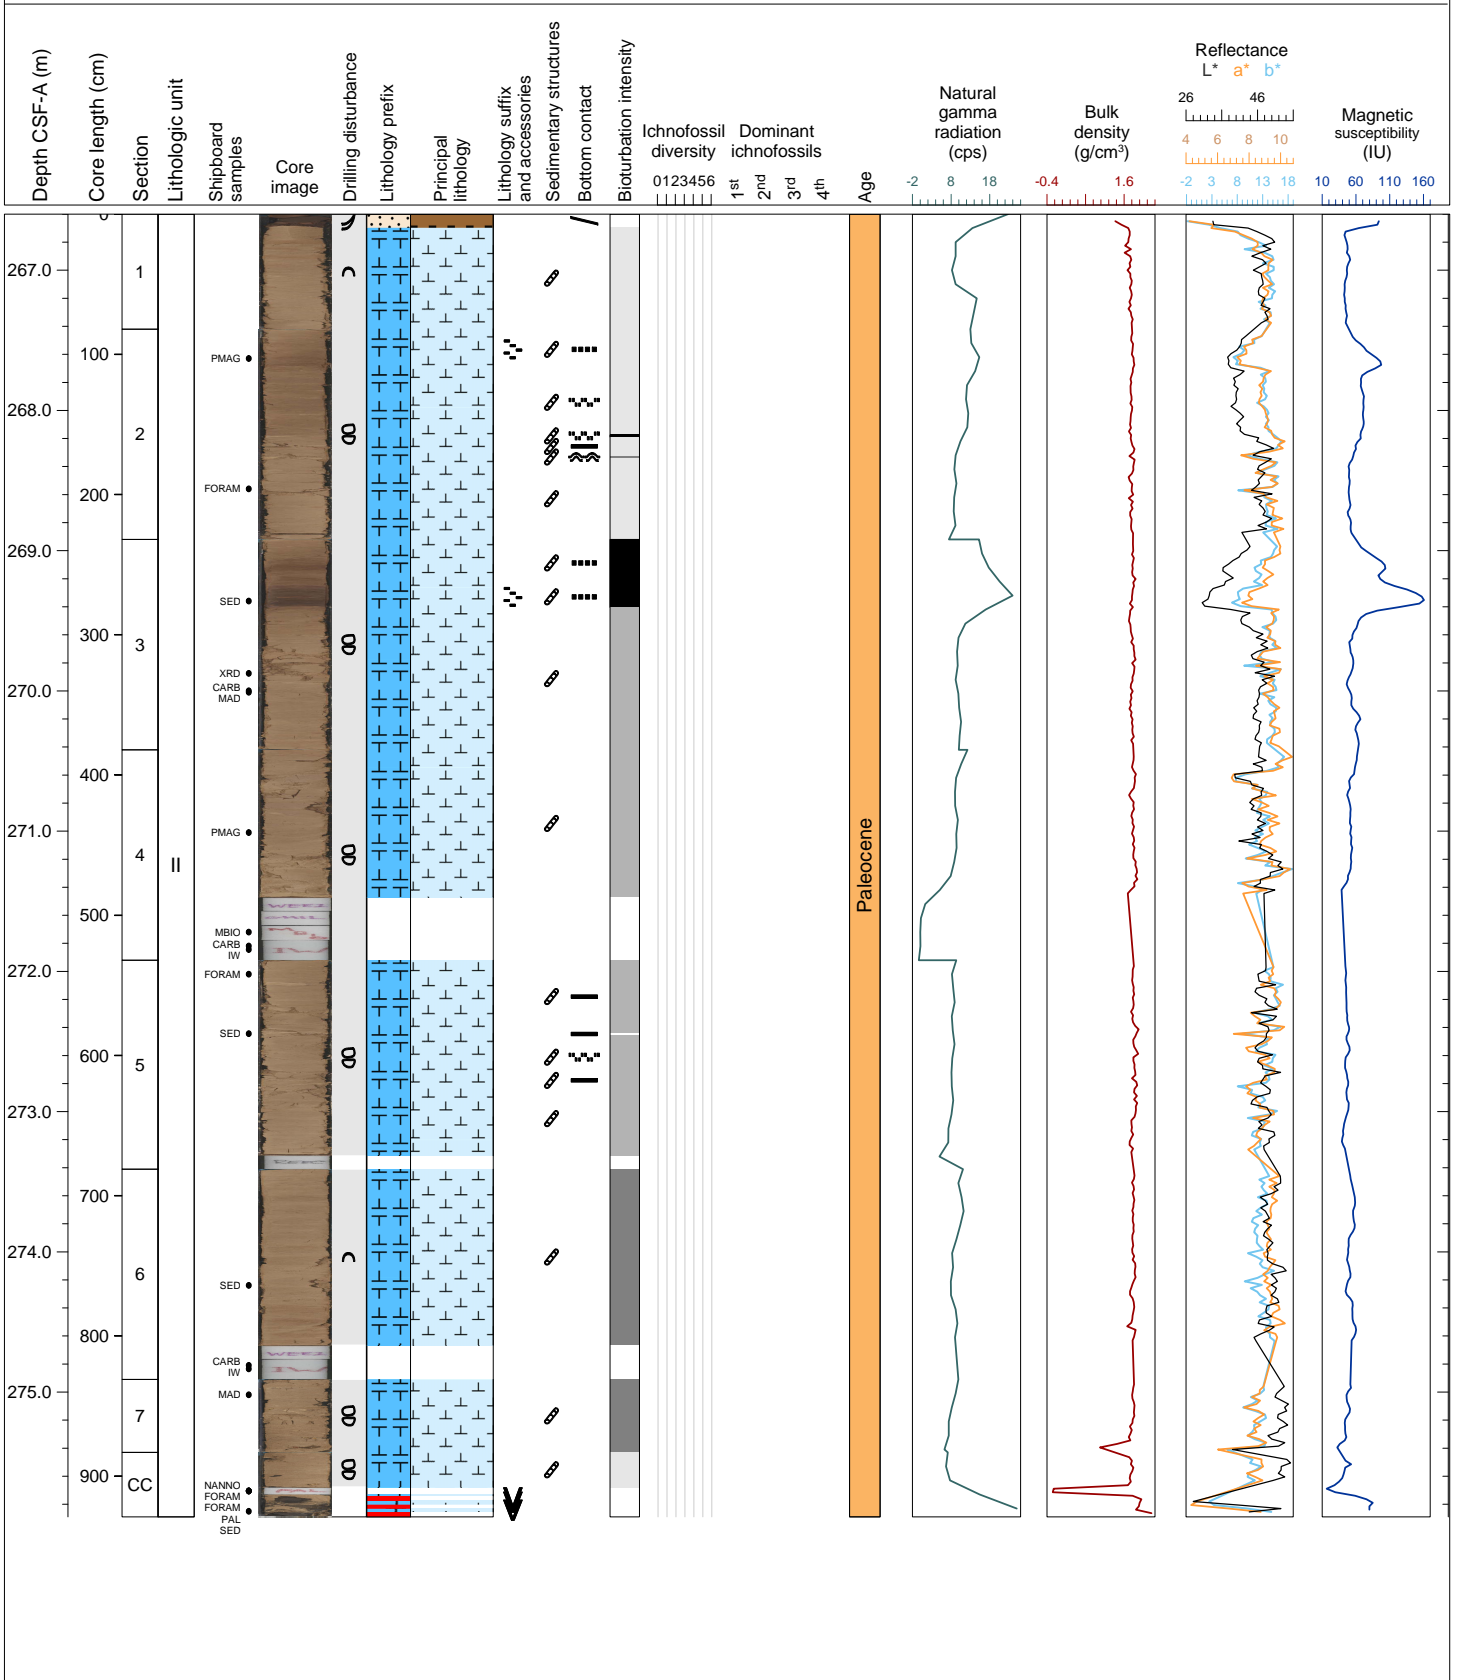 Depth CSF-A (m)
Core length (cm)
Section
Lithologic unit
Shipboard samples
Core image
Drilling disturbance
Lithology prefix
Principal lithology
Lithology suffix and accessories
Sedimentary structures
Bottom contact
Bioturbation intensity
Ichnofossil diversity
0123456
Dominant ichnofossils
1st 2nd 3rd 4th
Age
Natural gamma radiation (cps)
-2 8 18
Bulk density (g/cm³)
-0.4 1.6
Reflectance
L* a* b*
26 46
4 6 8 10
-2 3 8 13 18
Magnetic susceptibility (IU)
10 60 110 160
0
267.0
1
100
PMAG
268.0
2
200
FORAM
269.0
SED
300
3
XRD
CARB
MAD
270.0
400
PMAG
271.0
4
II
Paleocene
500
MBIO
CARB
IW
272.0
FORAM
SED
600
5
273.0
700
274.0
6
SED
800
CARB
IW
275.0
MAD
7
900
CC
NANNO
FORAM
FORAM
PAL
SED